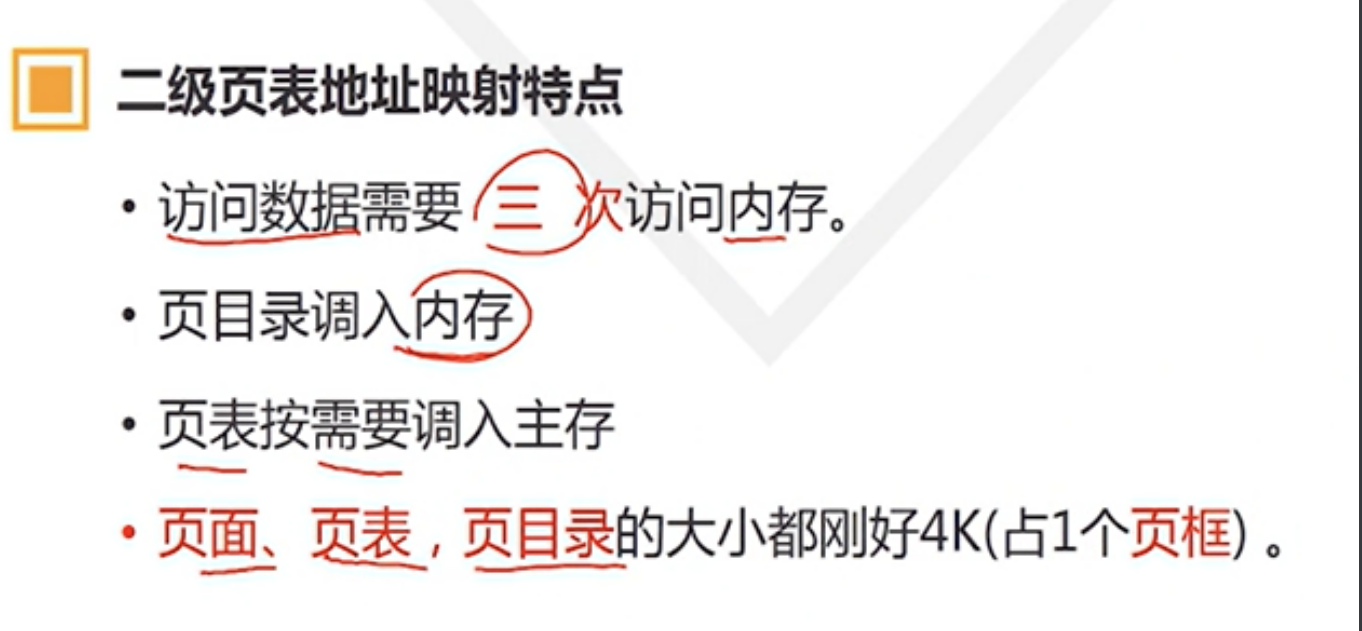 二级页表地址映射特点
• 访问数据需要 三 次访问内存。
• 页目录调入内存
• 页表按需要调入主存
• 页面、页表，页目录的大小都刚好4K(占1个页框) 。